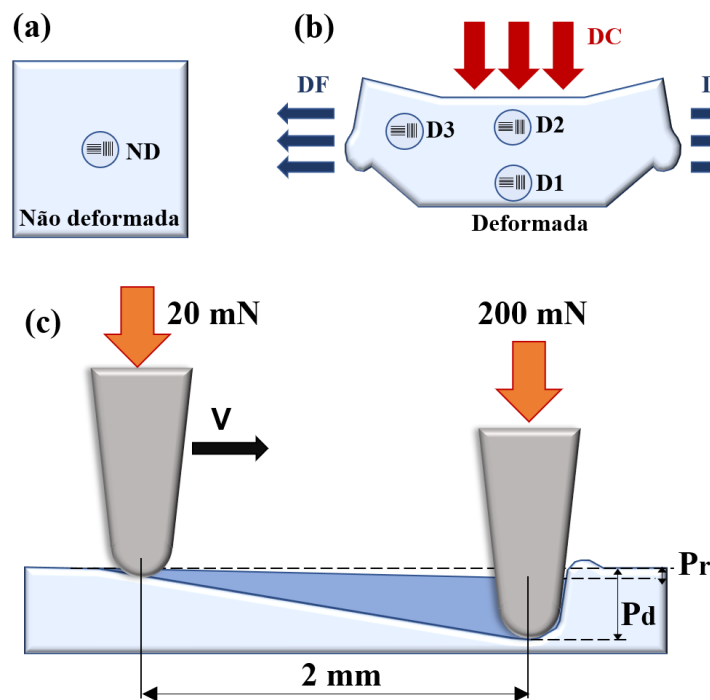 (a)
ND
Não deformada
(b)
DC
DF
D3
D2
D1
Deformada
(c)
20 mN
200 mN
V
Pr
Pd
2 mm